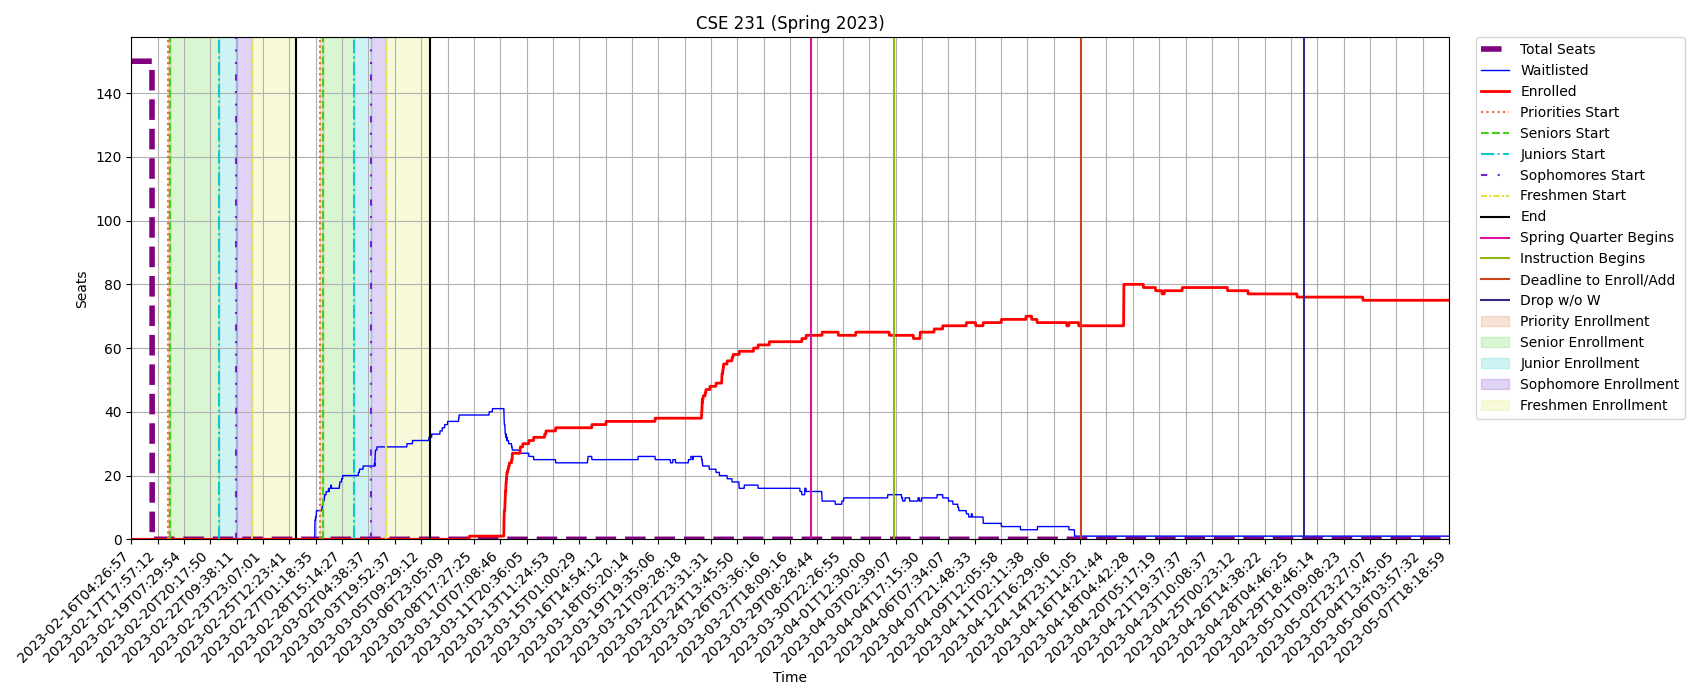 CSE 231 (Spring 2023)
Seats
140
120
100
80
60
40
20
0
Total Seats
Waitlisted
Enrolled
Priorities Start
Seniors Start
Juniors Start
Sophomores Start
Freshmen Start
End
Spring Quarter Begins
Instruction Begins
Deadline to Enroll/Add
Drop w/o W
Priority Enrollment
Senior Enrollment
Junior Enrollment
Sophomore Enrollment
Freshmen Enrollment
2023-02-16T04:26:57
2023-02-17T17:57:12
2023-02-19T07:29:54
2023-02-20T20:17:50
2023-02-22T09:38:11
2023-02-23T23:07:01
2023-02-25T12:23:41
2023-02-27T01:18:35
2023-02-28T15:14:27
2023-03-02T04:38:37
2023-03-03T19:52:37
2023-03-05T09:29:12
2023-03-06T23:05:09
2023-03-08T17:27:25
2023-03-10T07:08:46
2023-03-11T20:36:05
2023-03-13T11:24:53
2023-03-15T01:00:29
2023-03-16T14:54:12
2023-03-18T05:20:14
2023-03-19T19:35:06
2023-03-21T09:28:18
2023-03-22T23:31:31
2023-03-24T13:45:50
2023-03-26T03:36:16
2023-03-27T18:09:16
2023-03-29T08:28:44
2023-03-30T22:26:55
2023-04-01T12:30:00
2023-04-03T02:39:07
2023-04-04T17:15:30
2023-04-06T07:34:07
2023-04-07T21:48:33
2023-04-09T12:05:58
2023-04-11T02:11:38
2023-04-12T16:29:06
2023-04-14T23:11:05
2023-04-16T14:21:44
2023-04-18T04:42:28
2023-04-20T05:17:19
2023-04-21T19:37:37
2023-04-23T10:08:37
2023-04-25T00:23:12
2023-04-26T14:38:22
2023-04-28T04:46:25
2023-04-29T18:46:14
2023-05-01T09:08:23
2023-05-02T23:27:07
2023-05-04T13:45:05
2023-05-06T03:57:32
2023-05-07T18:18:59
Time